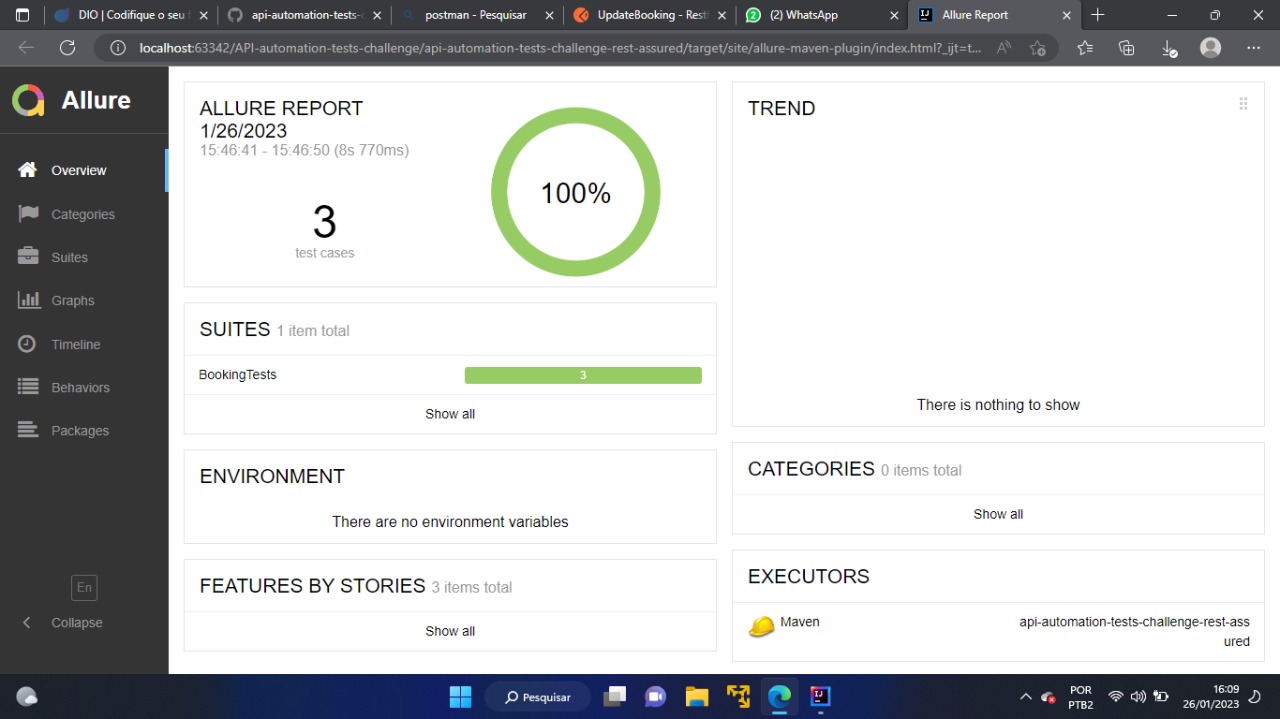 DIO | Codifique o seu f
api-automation-tests-c
postman - Pesquisar
UpdateBooking - Restf
(2) WhatsApp
Allure Report
localhost:63342/API-automation-tests-challenge/api-automation-tests-challenge-rest-assured/target/site/allure-maven-plugin/index.html?_ijt=t...
Allure
Overview
Categories
Suites
Graphs
Timeline
Behaviors
Packages
En
Collapse
ALLURE REPORT
1/26/2023
15:46:41 - 15:46:50 (8s 770ms)
3
test cases
100%
SUITES 1 item total
BookingTests 3
Show all
ENVIRONMENT
There are no environment variables
FEATURES BY STORIES 3 items total
Show all
TREND
There is nothing to show
CATEGORIES 0 items total
Show all
EXECUTORS
Maven api-automation-tests-challenge-rest-ass
ured
Pesquisar
POR
PTB2
16:09
26/01/2023